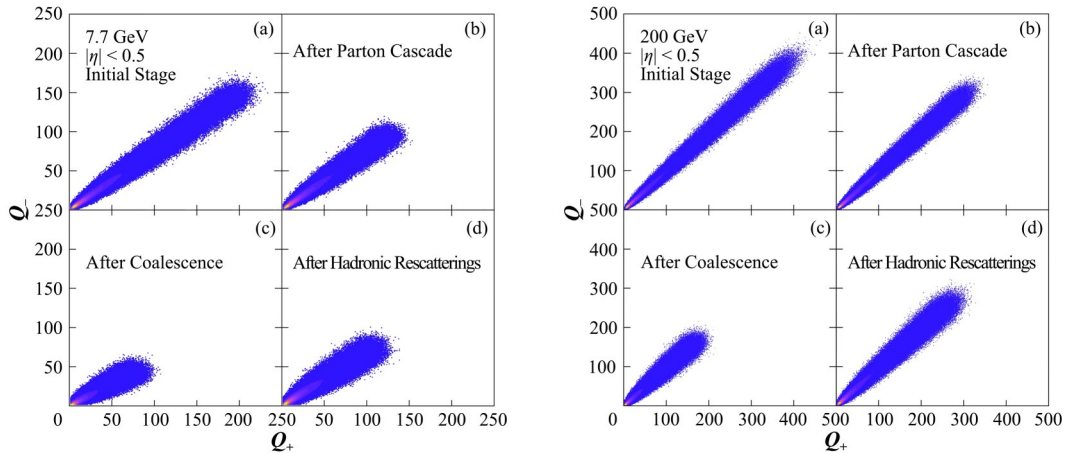 250
200
150
100
50
250
Q₋
(a)
7.7 GeV
|η| < 0.5
Initial Stage
(b)
After Parton Cascade
200
150
100
50
0
(c)
After Coalescence
(d)
After Hadronic Rescatterings
50 100 150 200 250 50 100 150 200 250
Q₊
500
400
300
200
100
500
Q₋
(a)
200 GeV
|η| < 0.5
Initial Stage
(b)
After Parton Cascade
400
300
200
100
0
(c)
After Coalescence
(d)
After Hadronic Rescatterings
100 200 300 400 500 100 200 300 400 500
Q₊